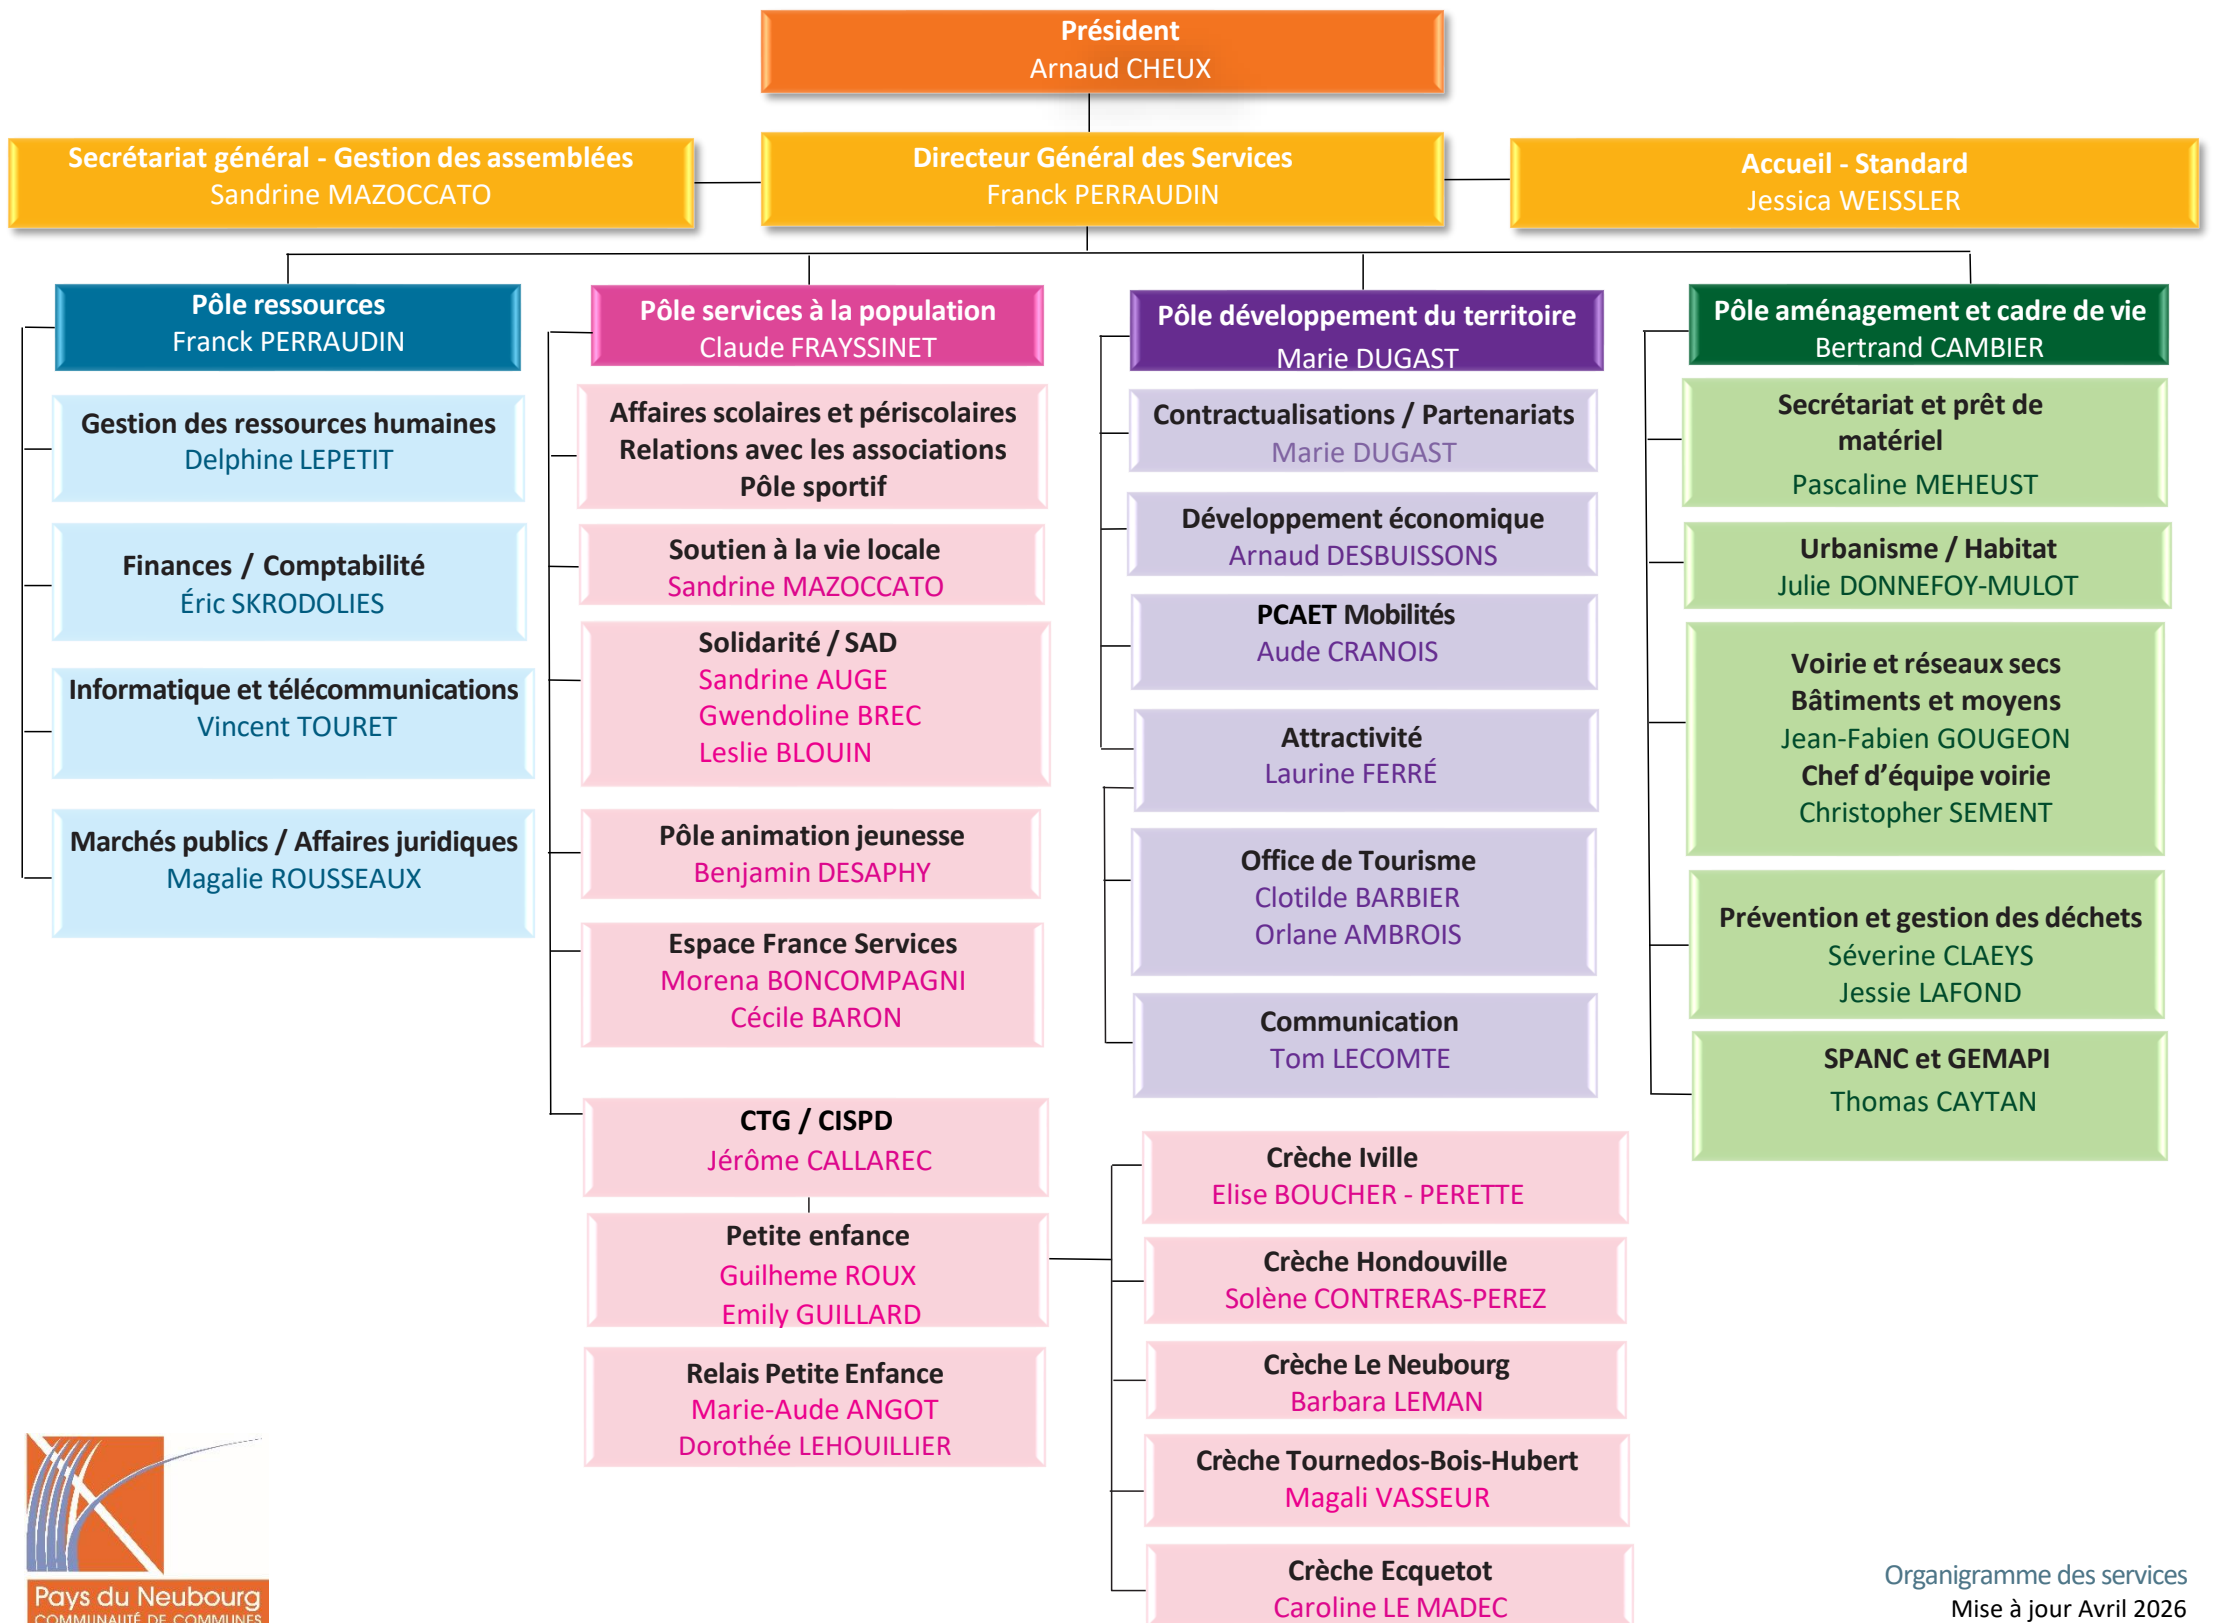 Président
Arnaud CHEUX
Secrétariat général - Gestion des assemblées
Sandrine MAZOCCATO
Directeur Général des Services
Franck PERRAUDIN
Accueil - Standard
Jessica WEISSLER
Pôle ressources
Franck PERRAUDIN
Gestion des ressources humaines
Delphine LEPETIT
Finances / Comptabilité
Éric SKRODOLIES
Informatique et télécommunications
Vincent TOURET
Marchés publics / Affaires juridiques
Magalie ROUSSEAUX
Pôle services à la population
Claude FRAYSSINET
Affaires scolaires et périscolaires
Relations avec les associations
Pôle sportif
Soutien à la vie locale
Sandrine MAZOCCATO
Solidarité / SAD
Sandrine AUGE
Gwendoline BREC
Leslie BLOUIN
Pôle animation jeunesse
Benjamin DESAPHY
Espace France Services
Morena BONCOMPAGNI
Cécile BARON
CTG / CISPD
Jérôme CALLAREC
Petite enfance
Guilheme ROUX
Emily GUILLARD
Relais Petite Enfance
Marie-Aude ANGOT
Dorothée LEHOUILLIER
Crèche Iville
Elise BOUCHER - PERETTE
Crèche Hondouville
Solène CONTRERAS-PEREZ
Crèche Le Neubourg
Barbara LEMAN
Crèche Tournedos-Bois-Hubert
Magali VASSEUR
Crèche Ecquetot
Caroline LE MADEC
Pôle développement du territoire
Marie DUGAST
Contractualisations / Partenariats
Marie DUGAST
Développement économique
Arnaud DESBUISSONS
PCAET Mobilités
Aude CRANOIS
Attractivité
Laurine FERRÉ
Office de Tourisme
Clotilde BARBIER
Orlane AMBROIS
Communication
Tom LECOMTE
Pôle aménagement et cadre de vie
Bertrand CAMBIER
Secrétariat et prêt de
matériel
Pascaline MEHEUST
Urbanisme / Habitat
Julie DONNEFOY-MULOT
Voirie et réseaux secs
Bâtiments et moyens
Jean-Fabien GOUGEON
Chef d’équipe voirie
Christopher SEMENT
Prévention et gestion des déchets
Séverine CLAEYS
Jessie LAFOND
SPANC et GEMAPI
Thomas CAYTAN
Pays du Neubourg
COMMUNAUTÉ DE COMMUNES
Organigramme des services
Mise à jour Avril 2026